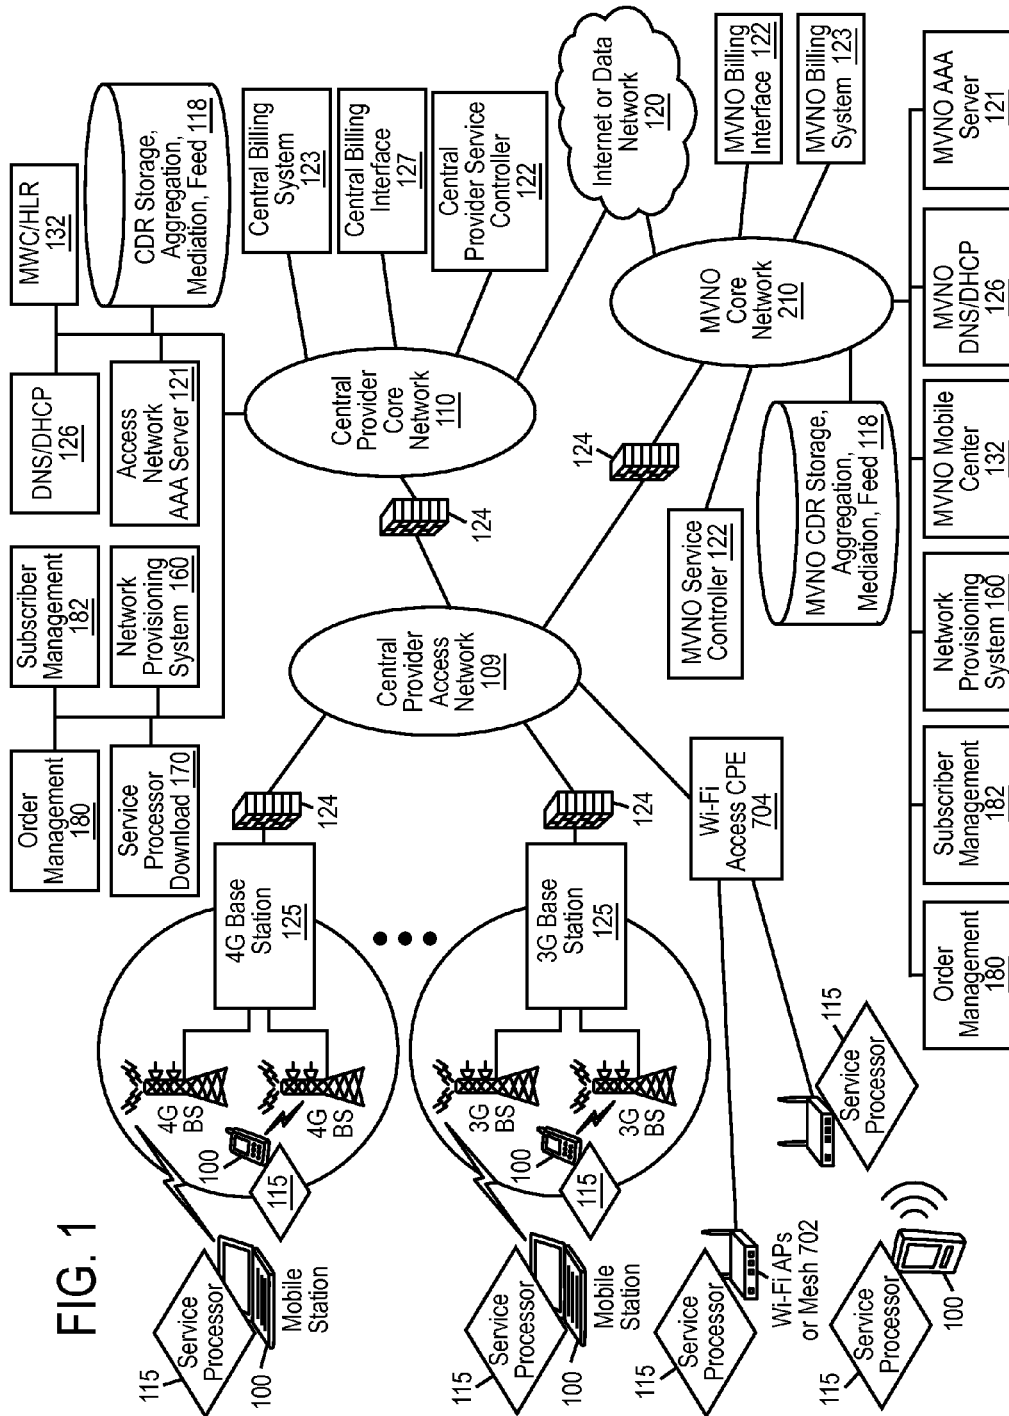 FIG. 1
Order
Management
180
Subscriber
Management
182
Service
Processor
Download 170
Network
Provisioning
System 160
DNS/DHCP
126
MWC/HLR
132
Access
Network
AAA Server 121
CDR Storage,
Aggregation,
Mediation, Feed 118
Central Billing
System
123
Central Billing
Interface
127
Central
Provider Service
Controller
122
Central
Provider
Core
Network
110
Internet or Data
Network
120
124
124
Central
Provider
Access
Network
109
124
124
4G Base
Station
125
4G
BS
4G
BS
100
115
Service
Processor
115
100
Mobile
Station
3G Base
Station
125
3G
BS
3G
BS
100
115
Service
Processor
115
100
Mobile
Station
Wi-Fi
Access CPE
704
Service
Processor
115
Wi-Fi APs
or Mesh 702
Service
Processor
115
Service
Processor
115
100
MVNO
Core
Network
210
MVNO Billing
Interface 122
MVNO Billing
System 123
MVNO Service
Controller 122
MVNO CDR Storage,
Aggregation,
Mediation, Feed 118
Order
Management
180
Subscriber
Management
182
Network
Provisioning
System 160
MVNO Mobile
Center
132
MVNO
DNS/DHCP
126
MVNO AAA
Server
121